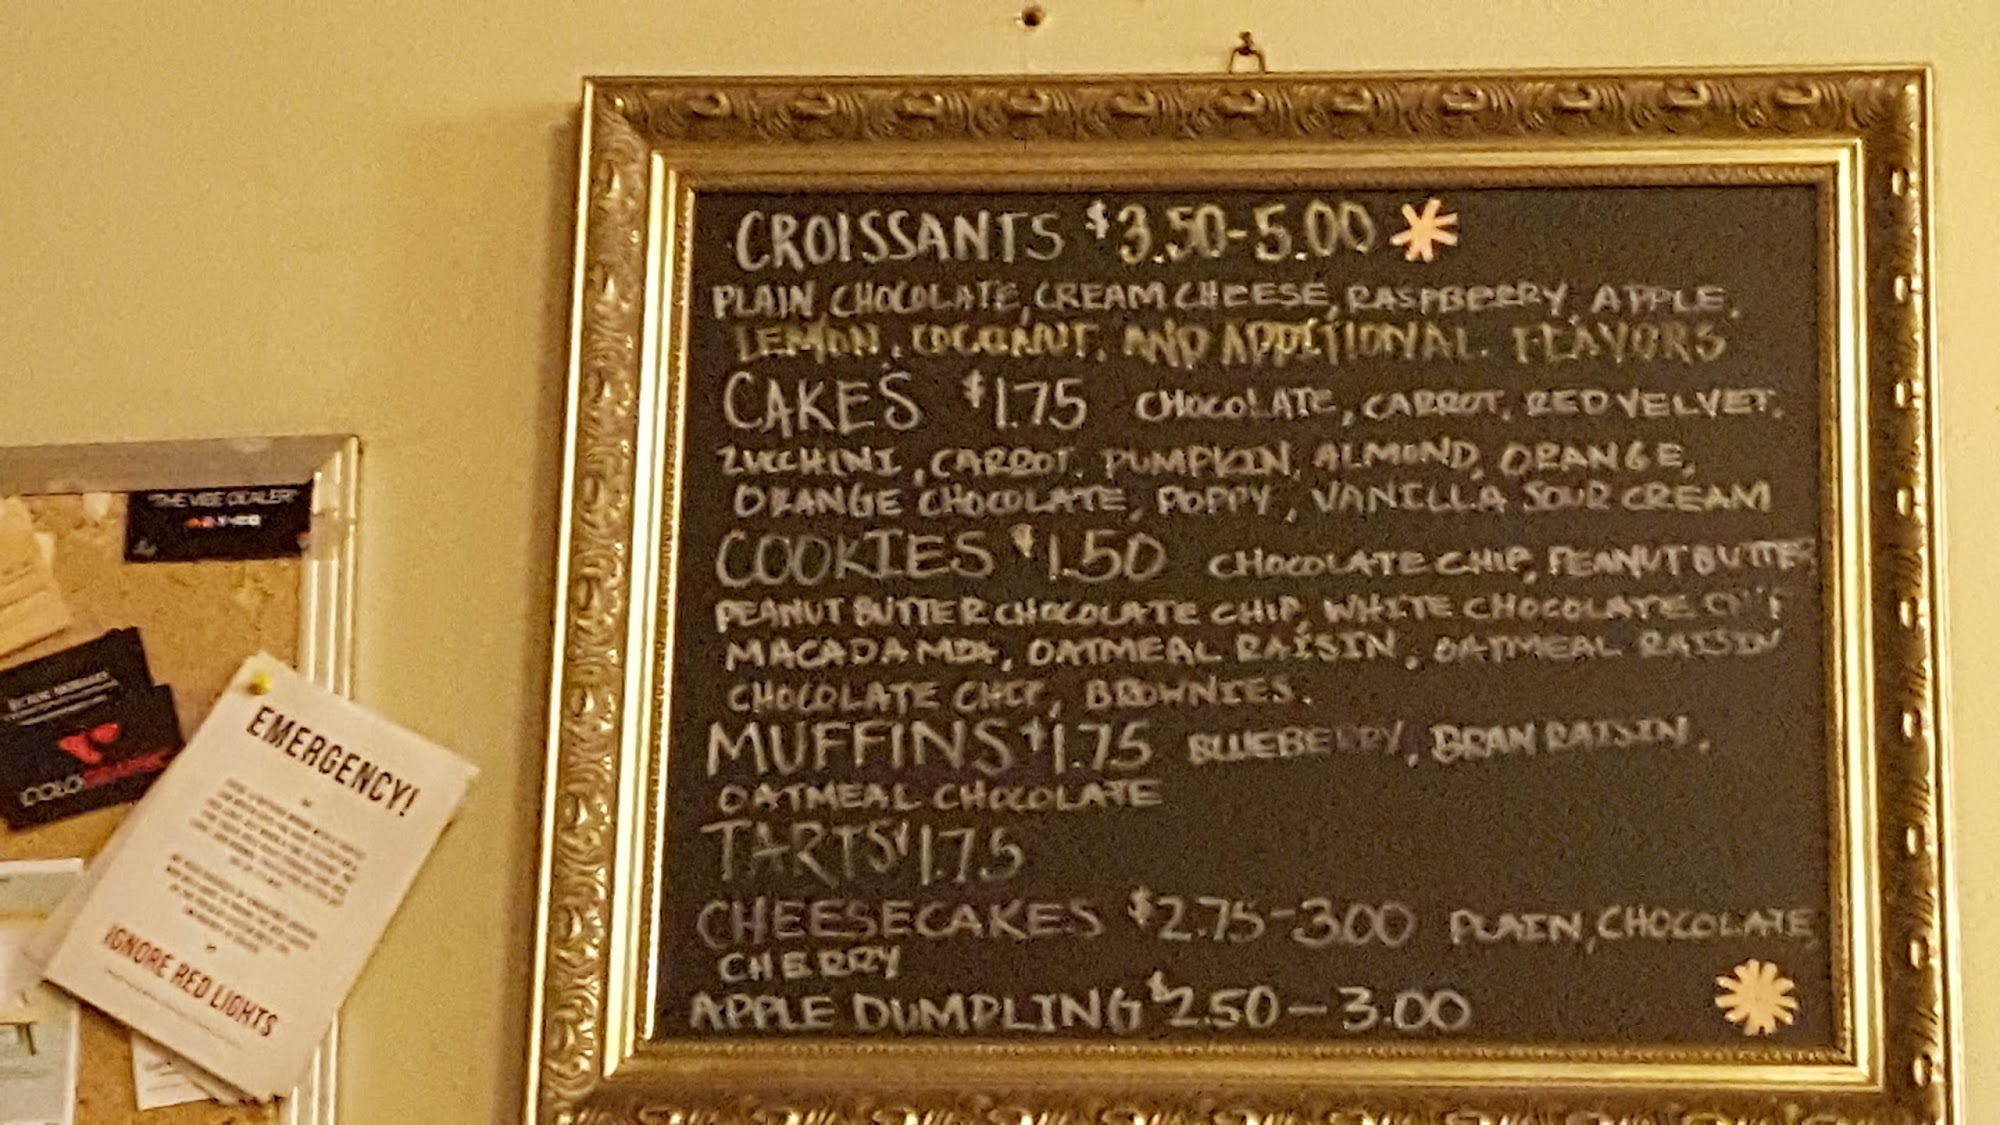 CROISSANTS $3.50-5.00
PLAIN, CHOCOLATE, CREAM CHEESE, RASPBERRY, APPLE,
LEMON, COCONUT, AND ADDITIONAL FLAVORS
CAKES $1.75 CHOCOLATE, CARROT, RED VELVET,
ZUCCHINI, CARROT, PUMPKIN, ALMOND, ORANGE,
ORANGE CHOCOLATE, POPPY, VANILLA SOUR CREAM
COOKIES $1.50 CHOCOLATE CHIP, PEANUT BUTTER
PEANUT BUTTER CHOCOLATE CHIP, WHITE CHOCOLATE CHIP
MACADAMIA, OATMEAL RAISIN, OATMEAL RAISIN
CHOCOLATE CHIP, BROWNIES.
MUFFINS $1.75 BLUEBERRY, BRAN RAISIN,
OATMEAL CHOCOLATE
TARTS $1.75
CHEESECAKES $2.75-3.00 PLAIN, CHOCOLATE,
CHERRY
APPLE DUMPLING $2.50-3.00
"THE VIBE DEALER"
EMERGENCY!
IGNORE RED LIGHTS